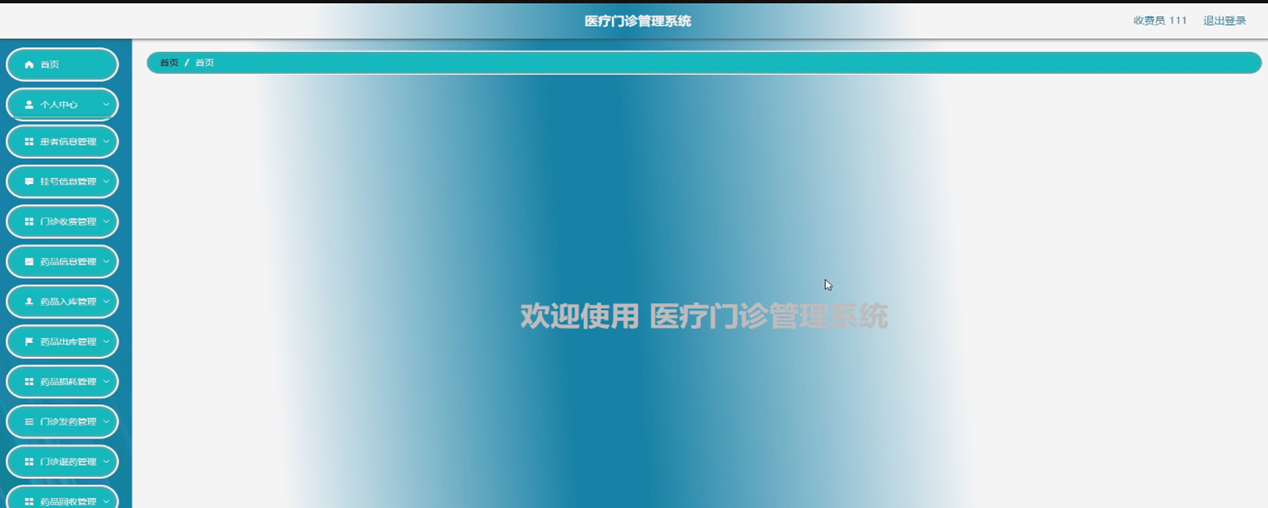 医疗门诊管理系统
收费员 111 退出登录
首页
首页 / 首页
个人中心
患者信息管理
挂号信息管理
门诊收费管理
药品信息管理
药品入库管理
药品出库管理
药品损耗管理
门诊发药管理
门诊退药管理
药品回收管理
欢迎使用 医疗门诊管理系统